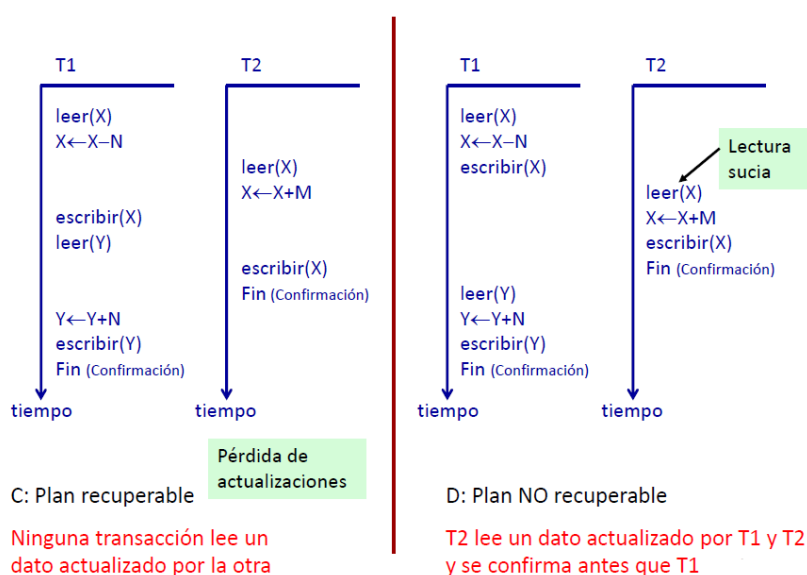 T1
leer(X)
X←X–N
escribir(X)
leer(Y)
Y←Y+N
escribir(Y)
Fin (Confirmación)
tiempo
T2
leer(X)
X←X+M
escribir(X)
Fin (Confirmación)
tiempo
Pérdida de
actualizaciones
C: Plan recuperable
Ninguna transacción lee un
dato actualizado por la otra
T1
leer(X)
X←X–N
escribir(X)
leer(Y)
Y←Y+N
escribir(Y)
Fin (Confirmación)
tiempo
T2
Lectura
sucia
leer(X)
X←X+M
escribir(X)
Fin (Confirmación)
tiempo
D: Plan NO recuperable
T2 lee un dato actualizado por T1 y T2
y se confirma antes que T1